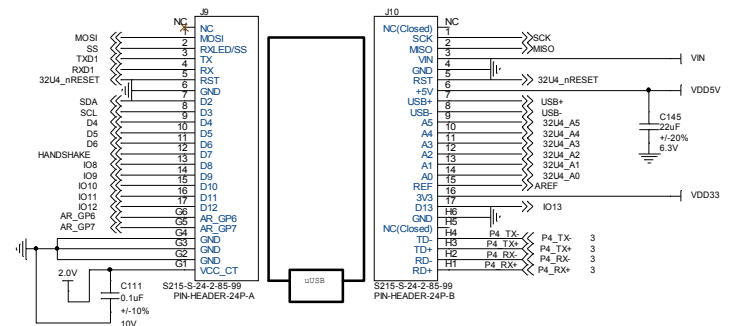 J9
NC
NC
MOSI 1 MOSI
SS 2 RXLED/SS
TXD1 3 TX
RXD1 4 RX
32U4_nRESET 5 RST
6 GND
SDA 7 D2
SCL 8 D3
D4 9 D4
D5 10 D5
D6 11 D6
HANDSHAKE 12 D7
IO8 13 D8
IO9 14 D9
IO10 15 D10
IO11 16 D11
IO12 17 D12
AR_GP6 G6 AR_GP6
AR_GP7 G5 AR_GP7
G4 GND
G3 GND
G2 GND
G1 VCC_CT
2.0V
C111
0.1uF
+/-10%
10V
S215-S-24-2-85-99
PIN-HEADER-24P-A
uUSB
J10
NC
NC(Closed)
SCK 1 SCK
MISO 2 MISO
VIN 3 VIN
GND 4
RST 5 32U4_nRESET
+5V 6 VDD5V
USB+ 7 USB+
USB- 8 USB-
A5 9 32U4_A5
A4 10 32U4_A4
A3 11 32U4_A3
A2 12 32U4_A2
A1 13 32U4_A1
A0 14 32U4_A0
REF 15 AREF
3V3 16 VDD33
D13 17 IO13
GND H6
NC(Closed) H5
TD- H4 P4_TX- P4_TX- 3
TD+ H3 P4_TX+ P4_TX+ 3
RD- H2 P4_RX- P4_RX- 3
RD+ H1 P4_RX+ P4_RX+ 3
C145
22uF
+/-20%
6.3V
S215-S-24-2-85-99
PIN-HEADER-24P-B